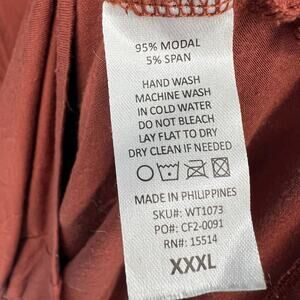 95% MODAL
5% SPAN
HAND WASH
MACHINE WASH
IN COLD WATER
DO NOT BLEACH
LAY FLAT TO DRY
DRY CLEAN IF NEEDED
MADE IN PHILIPPINES
SKU#: WT1073
PO#: CF2-0091
RN#: 15514
XXXL